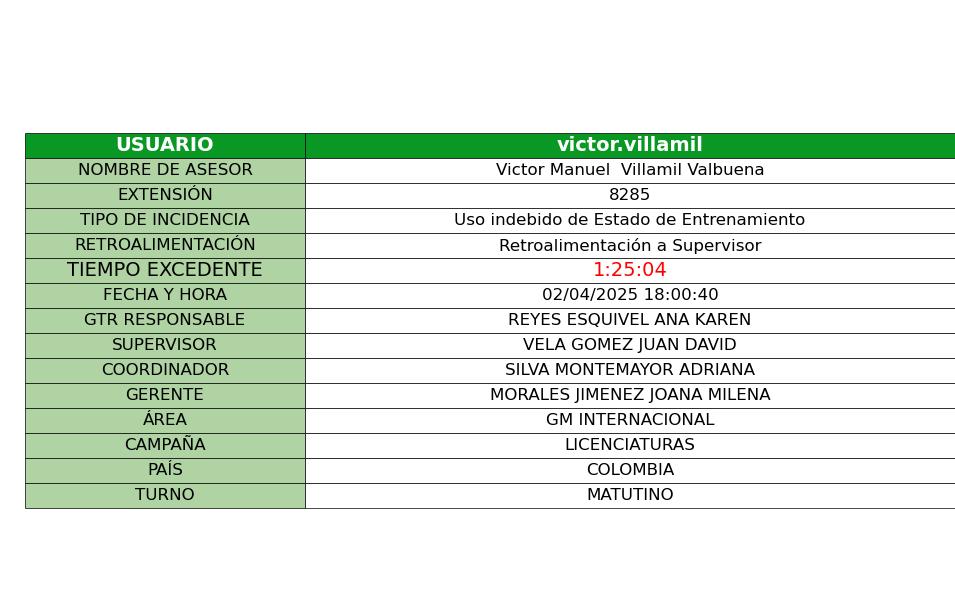 USUARIO victor.villamil
NOMBRE DE ASESOR Victor Manuel  Villamil Valbuena
EXTENSIÓN 8285
TIPO DE INCIDENCIA Uso indebido de Estado de Entrenamiento
RETROALIMENTACIÓN Retroalimentación a Supervisor
TIEMPO EXCEDENTE 1:25:04
FECHA Y HORA 02/04/2025 18:00:40
GTR RESPONSABLE REYES ESQUIVEL ANA KAREN
SUPERVISOR VELA GOMEZ JUAN DAVID
COORDINADOR SILVA MONTEMAYOR ADRIANA
GERENTE MORALES JIMENEZ JOANA MILENA
ÁREA GM INTERNACIONAL
CAMPAÑA LICENCIATURAS
PAÍS COLOMBIA
TURNO MATUTINO